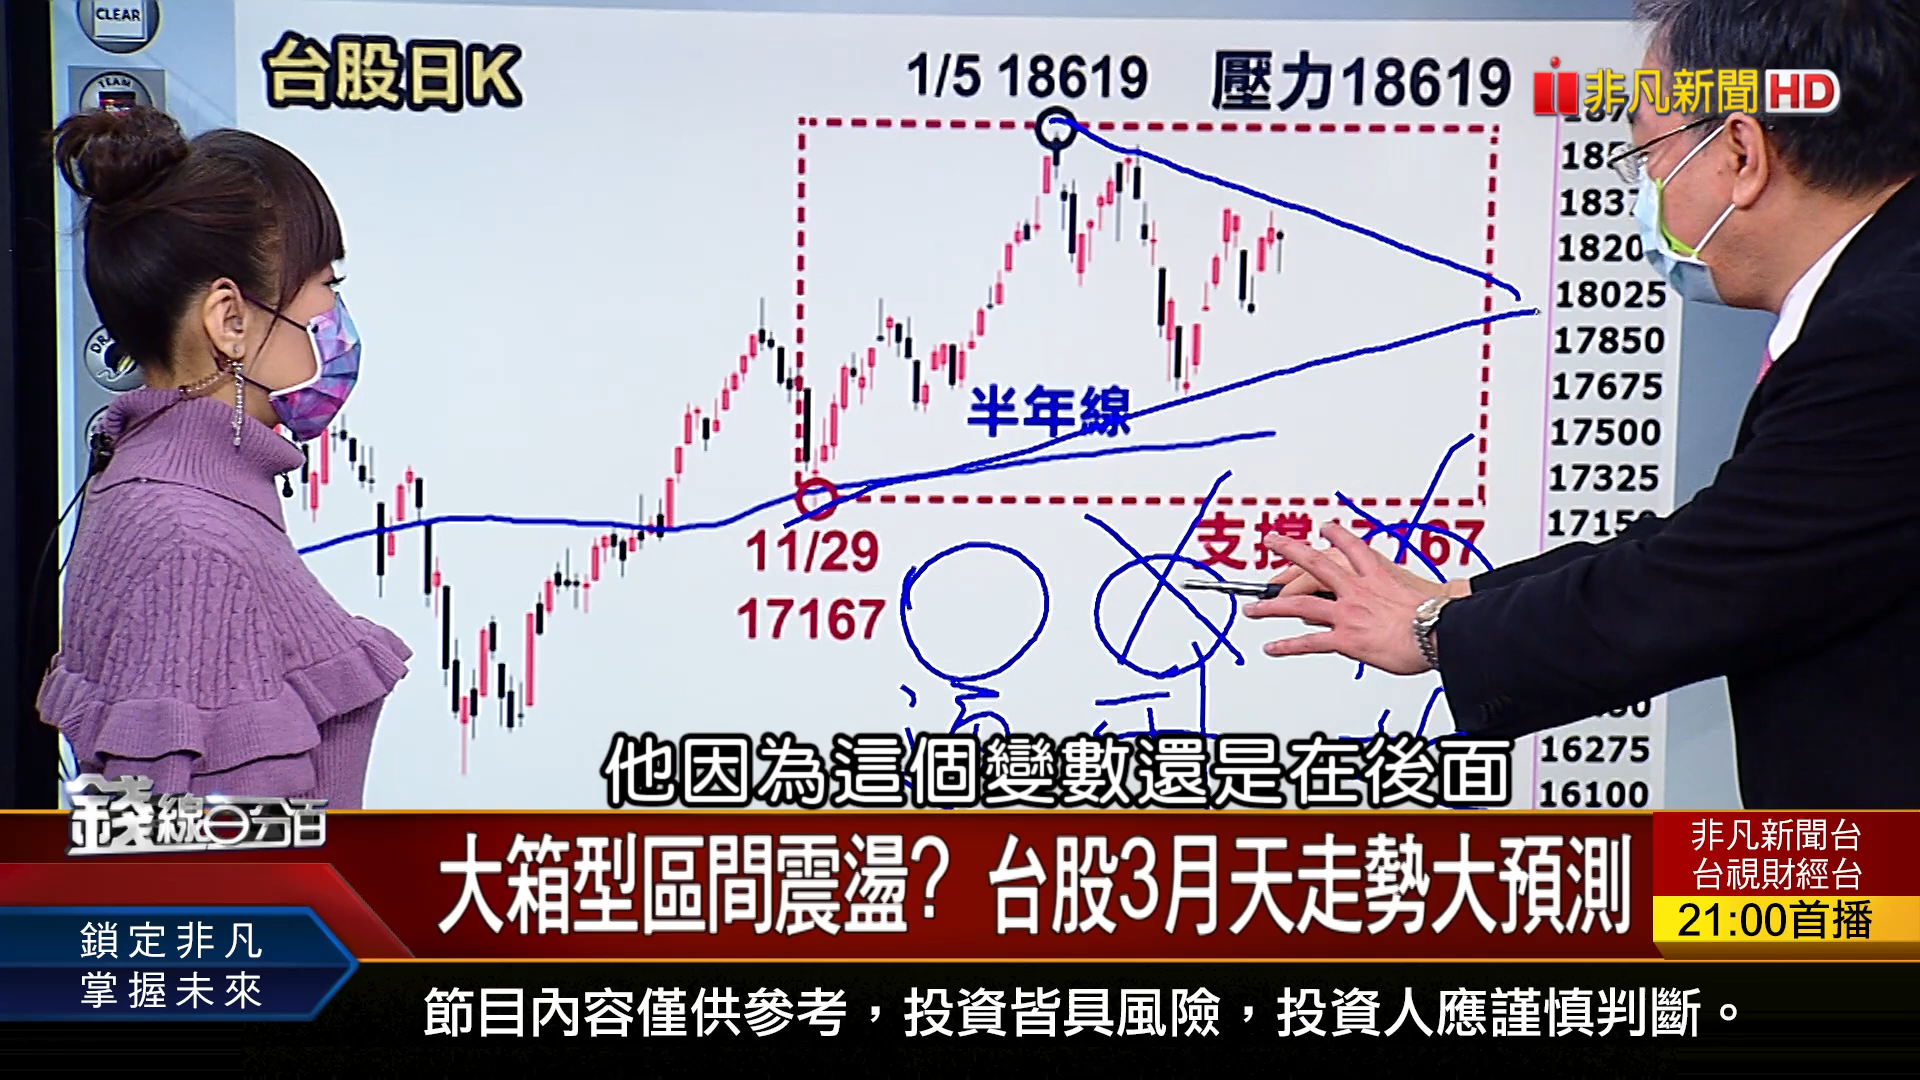 CLEAR
TEAM
台股日K
1/5 18619
壓力18619
非凡新聞HD
18025
17850
17675
17500
17325
半年線
11/29
17167
16275
16100
他因為這個變數還是在後面
錢線百分百
大箱型區間震盪? 台股3月天走勢大預測
非凡新聞台
台視財經台
21:00首播
鎖定非凡
掌握未來
節目內容僅供參考，投資皆具風險，投資人應謹慎判斷。